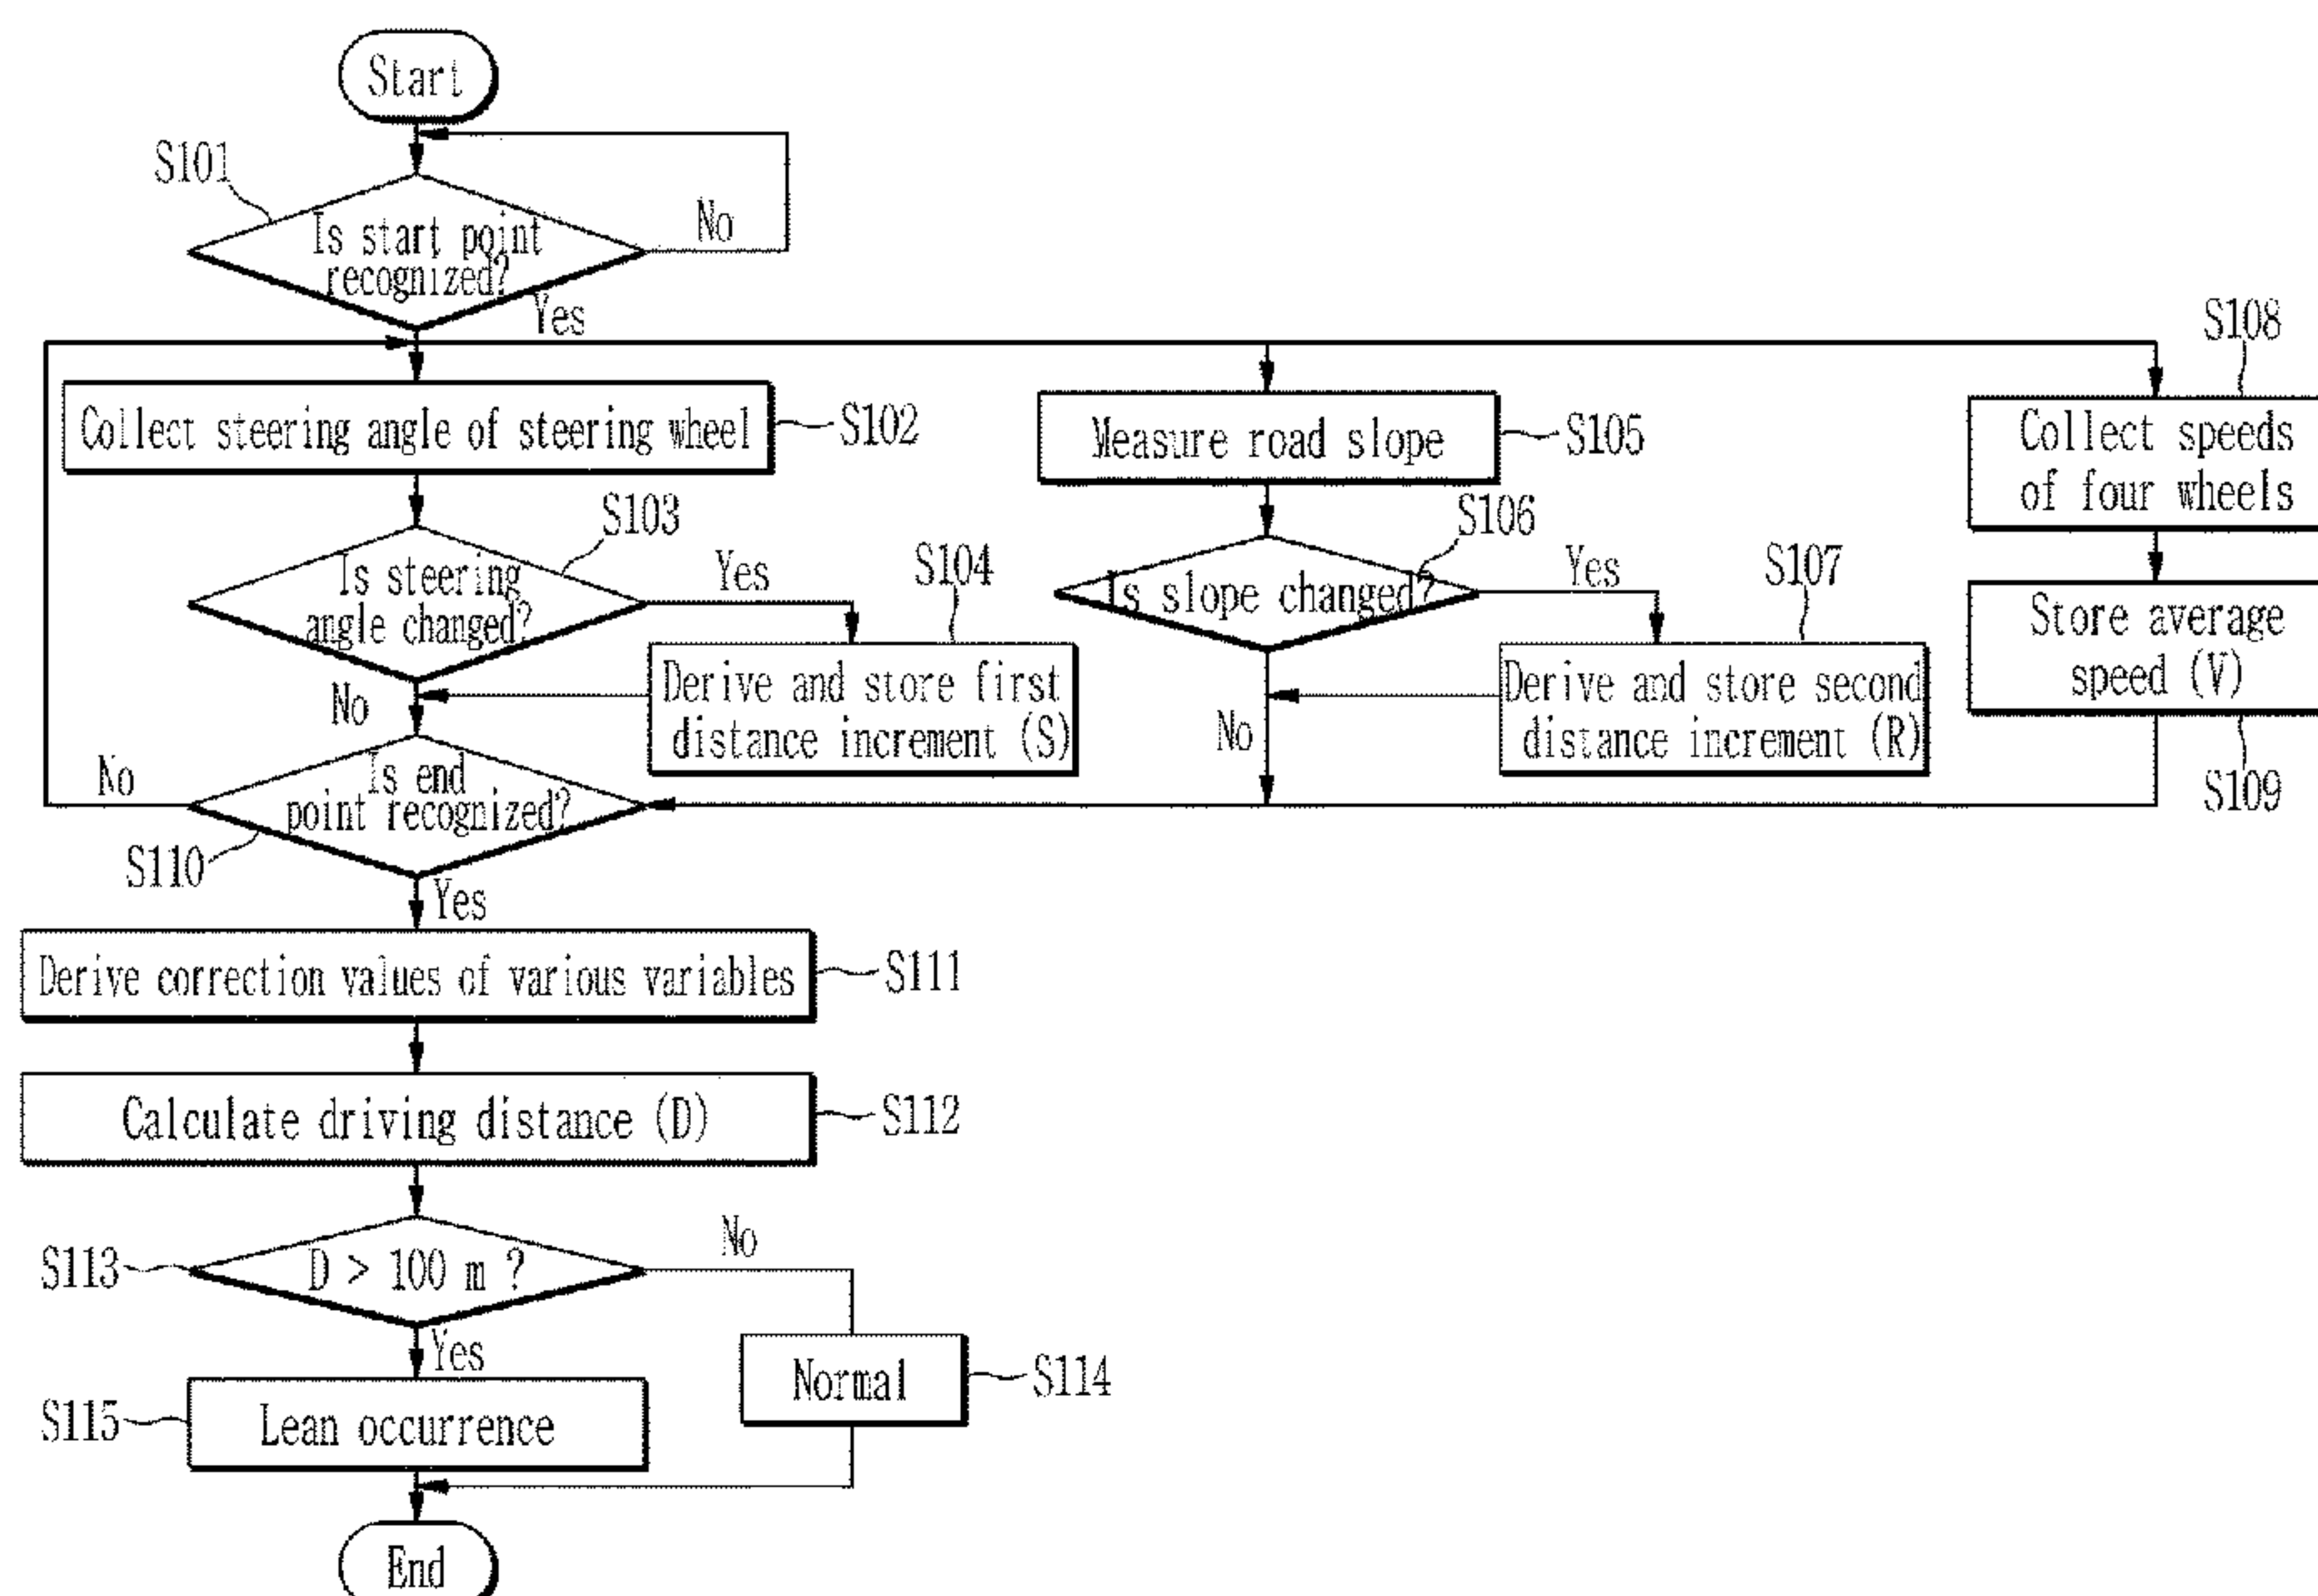 Start
S101
Is start point
recognized?
No
Yes
S108
Collect steering angle of steering wheel
S102
Measure road slope
S105
Collect speeds
of four wheels
S103
S106
Is steering
angle changed?
Yes
S104
Is slope changed?
Yes
S107
Store average
speed (V)
Derive and store first
distance increment (S)
Derive and store second
distance increment (R)
No
No
No
Is end
point recognized?
S109
S110
Yes
Derive correction values of various variables
S111
Calculate driving distance (D)
S112
S113
D > 100 m ?
No
Yes
Normal
S114
S115
Lean occurrence
End